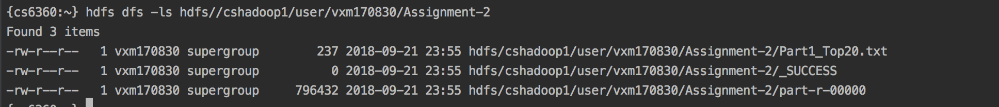 {cs6360:~} hdfs dfs -ls hdfs//cshadoop1/user/vxm170830/Assignment-2
Found 3 items
-rw-r--r--   1 vxm170830 supergroup        237 2018-09-21 23:55 hdfs/cshadoop1/user/vxm170830/Assignment-2/Part1_Top20.txt
-rw-r--r--   1 vxm170830 supergroup          0 2018-09-21 23:55 hdfs/cshadoop1/user/vxm170830/Assignment-2/_SUCCESS
-rw-r--r--   1 vxm170830 supergroup     796432 2018-09-21 23:55 hdfs/cshadoop1/user/vxm170830/Assignment-2/part-r-00000
{cs6360:~}